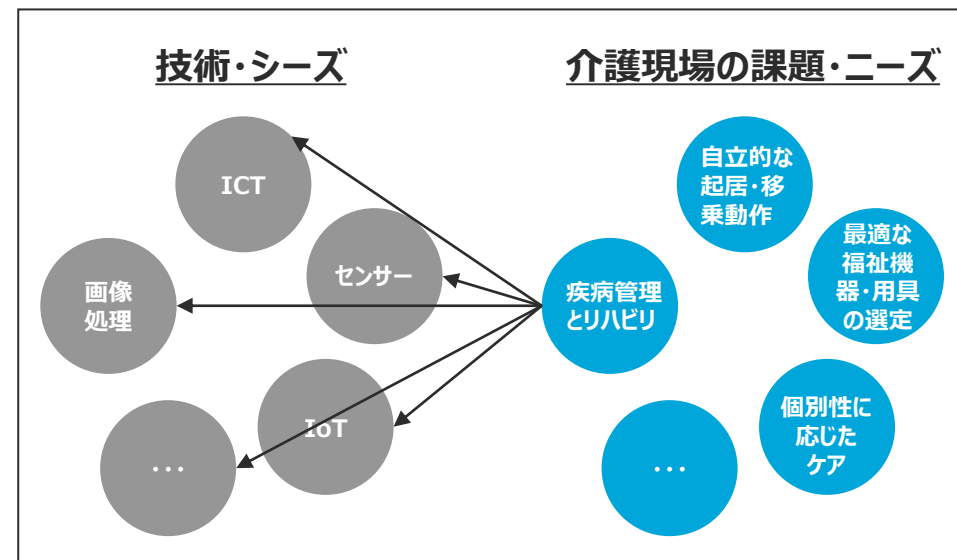 技術・シーズ
ICT
センサー
画像
処理
IoT
・・・
介護現場の課題・ニーズ
自立的な
起居・移
乗動作
最適な
福祉機
器・用具
の選定
疾病管理
とリハビリ
個別性に
応じた
ケア
・・・